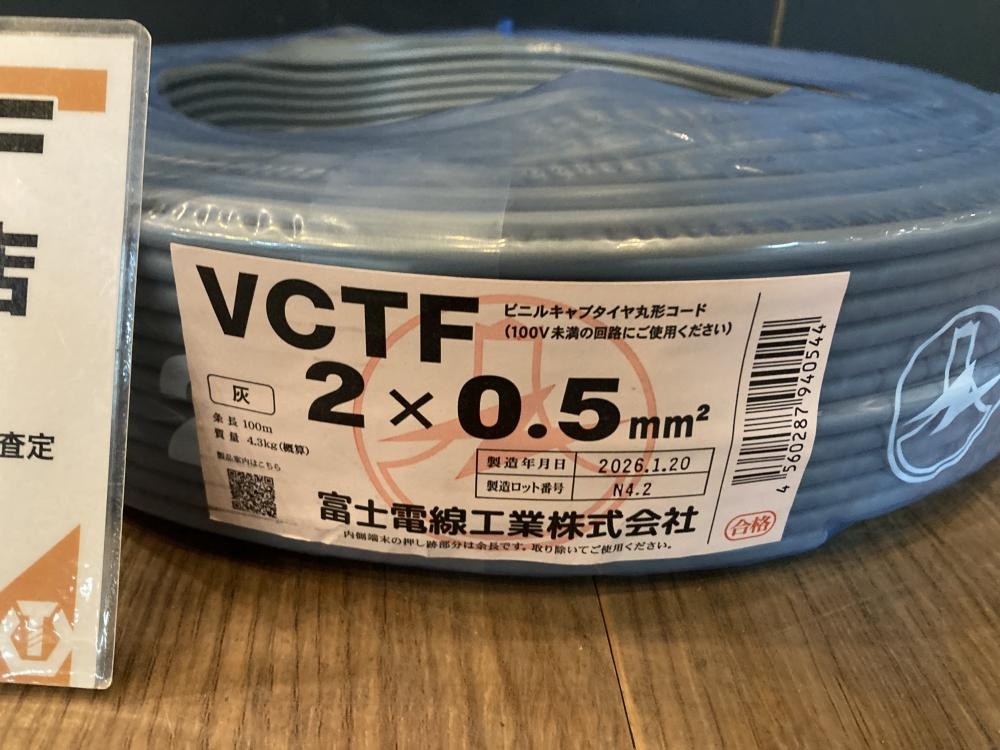 店
査定
VCTF
ビニルキャブタイヤ丸形コード
(100V未満の回路にご使用ください)
2×0.5mm²
灰
条長 100m
質量 4.3kg(概算)
製品案内はこちら
製造年月日 2026.1.20
製造ロット番号 N4.2
富士電線工業株式会社
内側端末の押し跡部分は余長です。取り除いてご使用ください。
4 560287 940544
合格